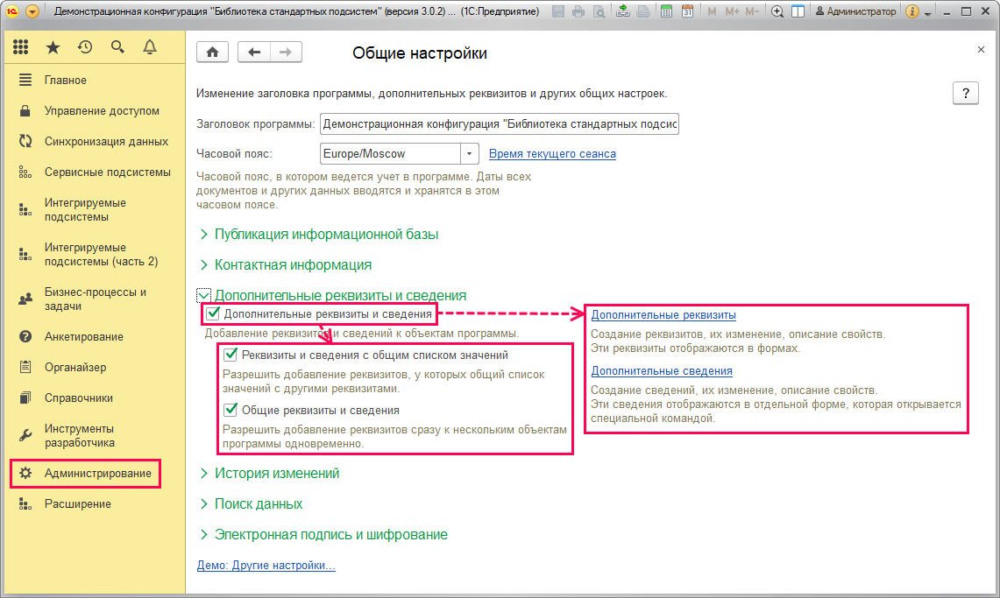 Демонстрационная конфигурация "Библиотека стандартных подсистем" (версия 3.0.2) ... (1С:Предприятие)
M M+ M- Администратор
Главное
Управление доступом
Синхронизация данных
Сервисные подсистемы
Интегрируемые
подсистемы
Интегрируемые
подсистемы (часть 2)
Бизнес-процессы и
задачи
Анкетирование
Органайзер
Справочники
Инструменты
разработчика
Администрирование
Расширение
Общие настройки
Изменение заголовка программы, дополнительных реквизитов и других общих настроек.
?
Заголовок программы: Демонстрационная конфигурация "Библиотека стандартных подсис
Часовой пояс: Europe/Moscow Время текущего сеанса
Часовой пояс, в котором ведется учет в программе. Даты всех
документов и других данных вводятся и хранятся в этом
часовом поясе.
Публикация информационной базы
Контактная информация
Дополнительные реквизиты и сведения
Дополнительные реквизиты и сведения
Добавление реквизитов и сведений к объектам программы.
Реквизиты и сведения с общим списком значений
Разрешить добавление реквизитов, у которых общий список
значений с другими реквизитами.
Общие реквизиты и сведения
Разрешить добавление реквизитов сразу к нескольким объектам
программы одновременно.
Дополнительные реквизиты
Создание реквизитов, их изменение, описание свойств.
Эти реквизиты отображаются в формах.
Дополнительные сведения
Создание сведений, их изменение, описание свойств.
Эти сведения отображаются в отдельной форме, которая открывается
специальной командой.
История изменений
Поиск данных
Электронная подпись и шифрование
Демо: Другие настройки...